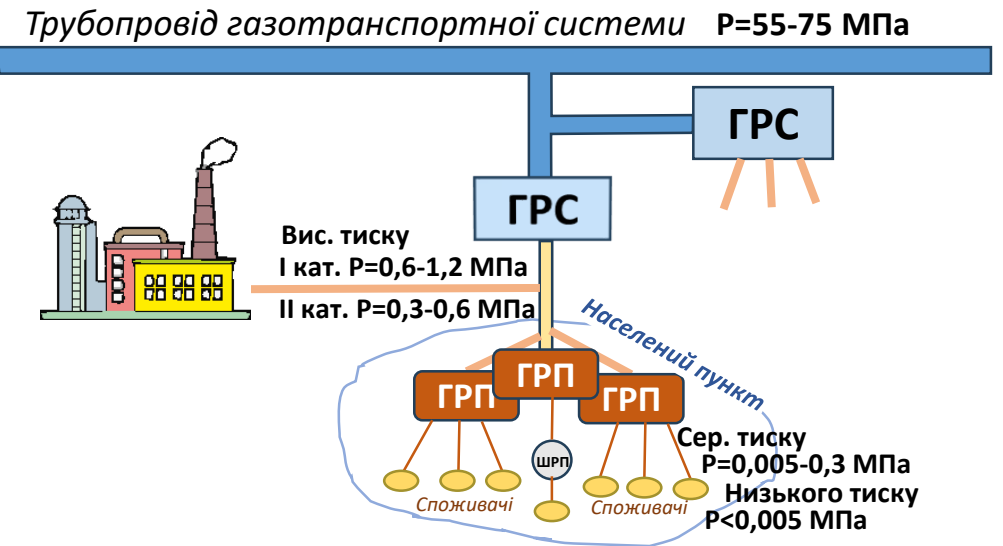 Трубопровід газотранспортної системи P=55-75 МПа
ГРС
ГРС
Вис. тиску
І кат. Р=0,6-1,2 МПа
ІІ кат. Р=0,3-0,6 МПа
Населений пункт
ГРП
ГРП
ГРП
Сер. тиску
Р=0,005-0,3 МПа
ШРП
Низького тиску
Споживачі
Споживачі
Р<0,005 МПа